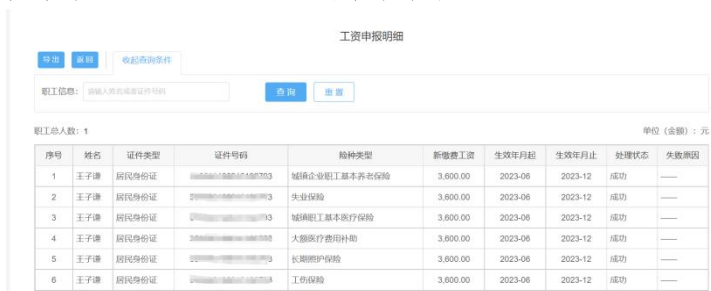 工资申报明细
导出 返回 收起查询条件
职工信息： 请输入姓名或者证件号码 查询 重置
职工总人数：1 单位（金额）：元
序号 姓名 证件类型 证件号码 险种类型 新缴费工资 生效年月起 生效年月止 处理状态 失败原因
1 王子谦 居民身份证 城镇企业职工基本养老保险 3,600.00 2023-06 2023-12 成功 ——
2 王子谦 居民身份证 失业保险 3,600.00 2023-06 2023-12 成功 ——
3 王子谦 居民身份证 城镇职工基本医疗保险 3,600.00 2023-06 2023-12 成功 ——
4 王子谦 居民身份证 大额医疗费用补助 3,600.00 2023-06 2023-12 成功 ——
5 王子谦 居民身份证 长期照护保险 3,600.00 2023-06 2023-12 成功 ——
6 王子谦 居民身份证 工伤保险 3,600.00 2023-06 2023-12 成功 ——